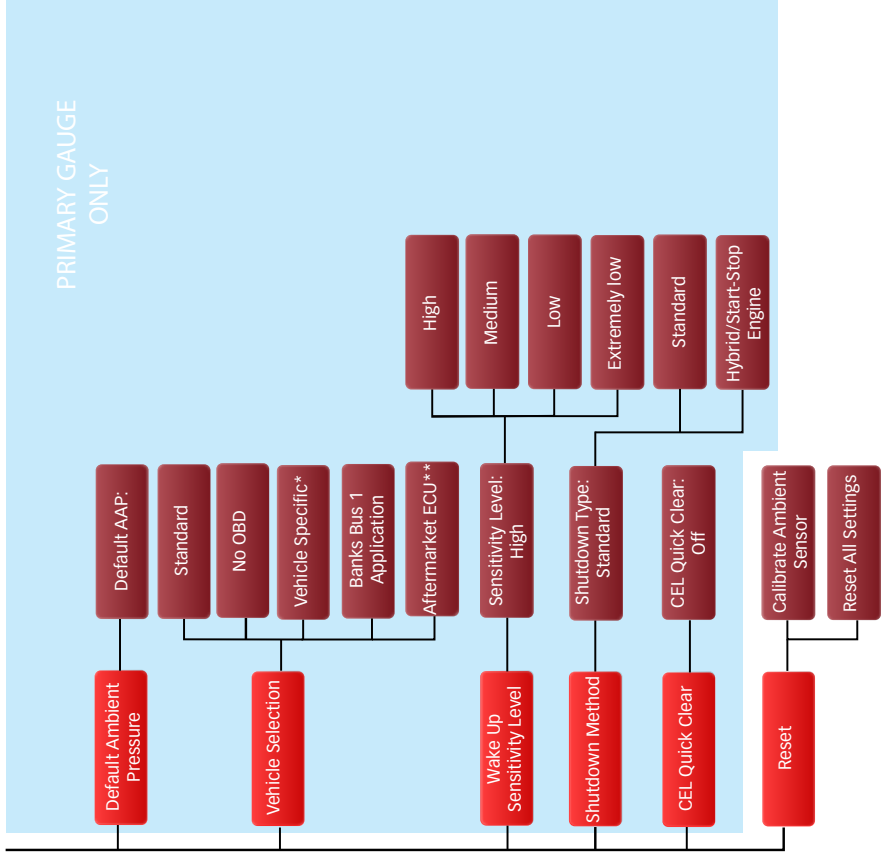 PRIMARY GAUGE
ONLY
Default Ambient
Pressure
Default AAP:
Vehicle Selection
Standard
No OBD
Vehicle Specific*
Banks Bus 1
Application
Aftermarket ECU**
Wake Up
Sensitivity Level
Sensitivity Level:
High
High
Medium
Low
Extremely low
Shutdown Method
Shutdown Type:
Standard
Standard
Hybrid/Start-Stop
Engine
CEL Quick Clear
CEL Quick Clear:
Off
Reset
Calibrate Ambient
Sensor
Reset All Settings